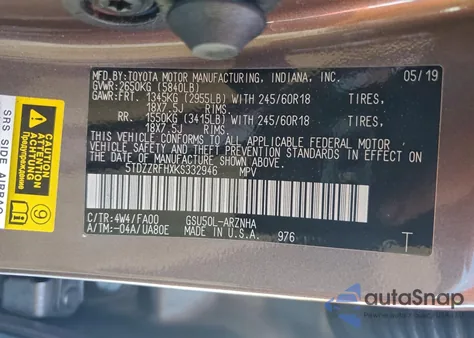 MFD.BY:TOYOTA MOTOR MANUFACTURING, INDIANA, INC. 05/19
GVWR:2650KG (5840LB)
GAWR:FRT. 1345KG (2955LB) WITH 245/60R18 TIRES,
18X7.5J RIMS
RR. 1550KG (3415LB) WITH 245/60R18 TIRES,
18X7.5J RIMS
THIS VEHICLE CONFORMS TO ALL APPLICABLE FEDERAL MOTOR
VEHICLE SAFETY AND THEFT PREVENTION STANDARDS IN
EFFECT ON THE DATE OF MANUFACTURE SHOWN ABOVE.
5TDZZRFHXKS332946 MPV
C/TR:4W4/FA00 GSU50L-ARZNHA
A/TM:-04A/UA80E MADE IN U.S.A. 976 T
SRS SIDE AIRBAG
CAUTION
ATTENTION
9
autoSnap